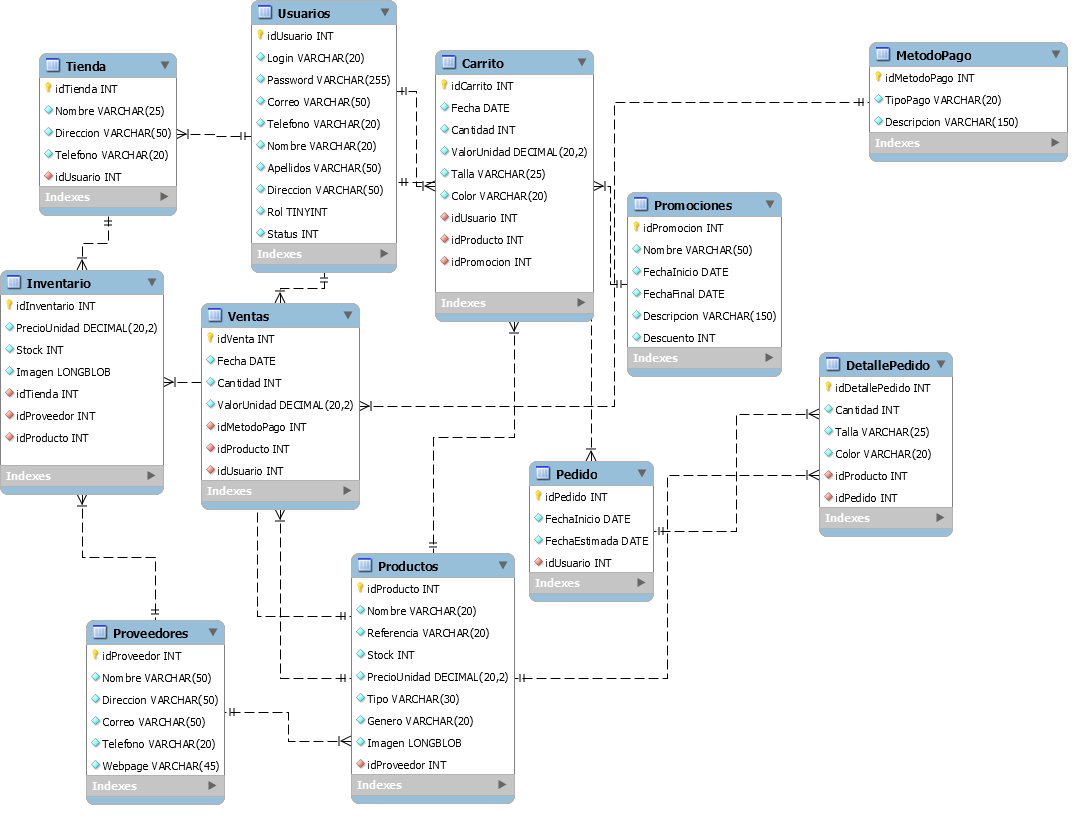 Usuarios
idUsuario INT
Login VARCHAR(20)
Password VARCHAR(255)
Correo VARCHAR(50)
Telefono VARCHAR(20)
Nombre VARCHAR(20)
Apellidos VARCHAR(50)
Direccion VARCHAR(50)
Rol TINYINT
Status INT
Indexes
Tienda
idTienda INT
Nombre VARCHAR(25)
Direccion VARCHAR(50)
Telefono VARCHAR(20)
idUsuario INT
Indexes
Carrito
idCarrito INT
Fecha DATE
Cantidad INT
ValorUnidad DECIMAL(20,2)
Talla VARCHAR(25)
Color VARCHAR(20)
idUsuario INT
idProducto INT
idPromocion INT
Indexes
MetodoPago
idMetodoPago INT
TipoPago VARCHAR(20)
Descripcion VARCHAR(150)
Indexes
Promociones
idPromocion INT
Nombre VARCHAR(50)
FechaInicio DATE
FechaFinal DATE
Descripcion VARCHAR(150)
Descuento INT
Indexes
Inventario
idInventario INT
PrecioUnidad DECIMAL(20,2)
Stock INT
Imagen LONGBLOB
idTienda INT
idProveedor INT
idProducto INT
Indexes
Ventas
idVenta INT
Fecha DATE
Cantidad INT
ValorUnidad DECIMAL(20,2)
idMetodoPago INT
idProducto INT
idUsuario INT
Indexes
DetallePedido
idDetallePedido INT
Cantidad INT
Talla VARCHAR(25)
Color VARCHAR(20)
idProducto INT
idPedido INT
Indexes
Pedido
idPedido INT
FechaInicio DATE
FechaEstimada DATE
idUsuario INT
Indexes
Productos
idProducto INT
Nombre VARCHAR(20)
Referencia VARCHAR(20)
Stock INT
PrecioUnidad DECIMAL(20,2)
Tipo VARCHAR(30)
Genero VARCHAR(20)
Imagen LONGBLOB
idProveedor INT
Indexes
Proveedores
idProveedor INT
Nombre VARCHAR(50)
Direccion VARCHAR(50)
Correo VARCHAR(50)
Telefono VARCHAR(20)
Webpage VARCHAR(45)
Indexes